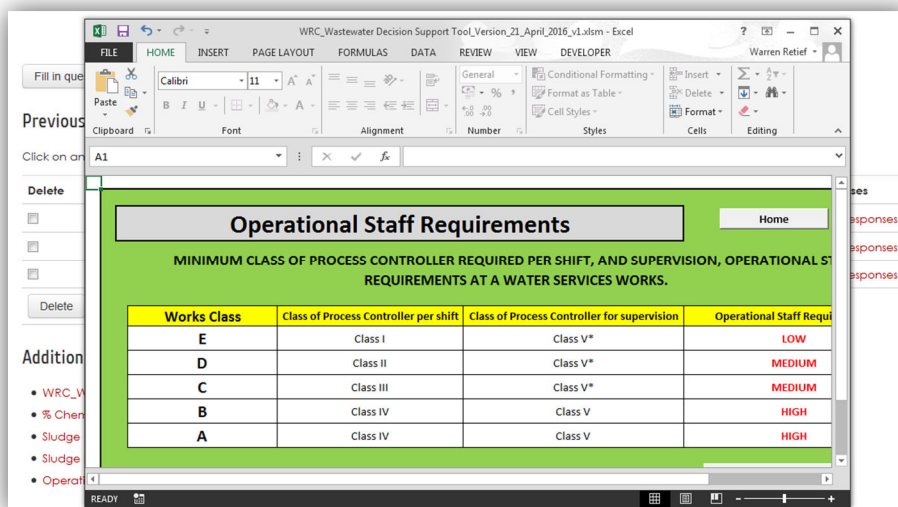 WRC_Wastewater Decision Support Tool_Version_21_April_2016_v1.xlsm - Excel
FILE HOME INSERT PAGE LAYOUT FORMULAS DATA REVIEW VIEW DEVELOPER Warren Retief
Fill in que
Paste
Calibri 11 A A
B I U A
General
% ,
Conditional Formatting
Format as Table
Cell Styles
Insert
Delete
Format
Clipboard Font Alignment Number Styles Cells Editing
Previous
Click on an
A1 fx
Delete
ses
esponses
esponses
esponses
Delete
Operational Staff Requirements
Home
MINIMUM CLASS OF PROCESS CONTROLLER REQUIRED PER SHIFT, AND SUPERVISION, OPERATIONAL ST
REQUIREMENTS AT A WATER SERVICES WORKS.
Works Class Class of Process Controller per shift Class of Process Controller for supervision Operational Staff Requi
E Class I Class V* LOW
D Class II Class V* MEDIUM
C Class III Class V* MEDIUM
B Class IV Class V HIGH
A Class IV Class V HIGH
Addition
• WRC_W
• % Chem
• Sludge
• Sludge
• Operati
READY